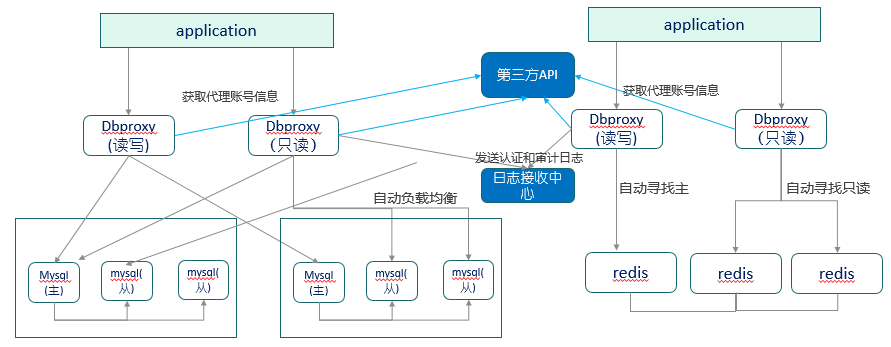 application
application
第三方API
获取代理账号信息
获取代理账号信息
Dbproxy
(读写)
Dbproxy
（只读）
Dbproxy
(读写)
Dbproxy
（只读）
发送认证和审计日志
日志接收中
心
自动负载均衡
自动寻找主
自动寻找只读
Mysql
(主)
mysql(
从)
mysql(
从)
Mysql
(主)
mysql(
从)
mysql(
从)
redis
redis
redis